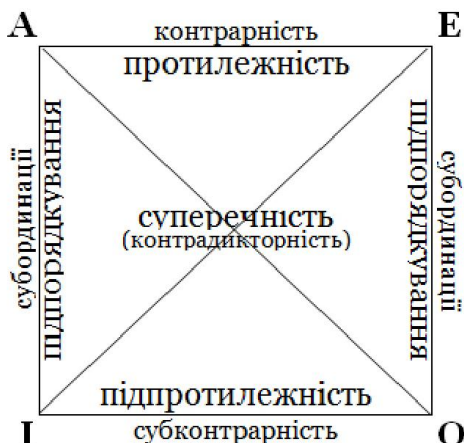 А
контрарність
Е
протилежність
субординації
підпорядкування
суперечність
(контрадикторність)
підпорядкування
субординації
підпротилежність
І
субконтрарність
О